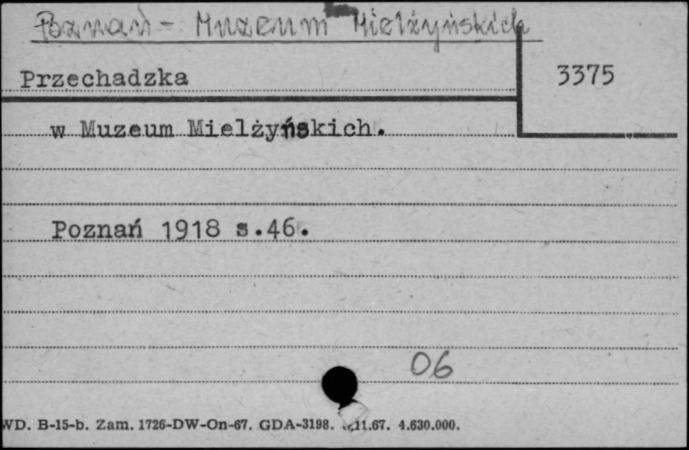 Poznań - Muzeum Mielżyńskich
Przechadzka 3375
w Muzeum Mielżyńskich.
Poznań 1918 s.46.
06
WD. B-15-b. Zam. 1726-DW-On-67. GDA-3198. 11.67. 4.630.000.